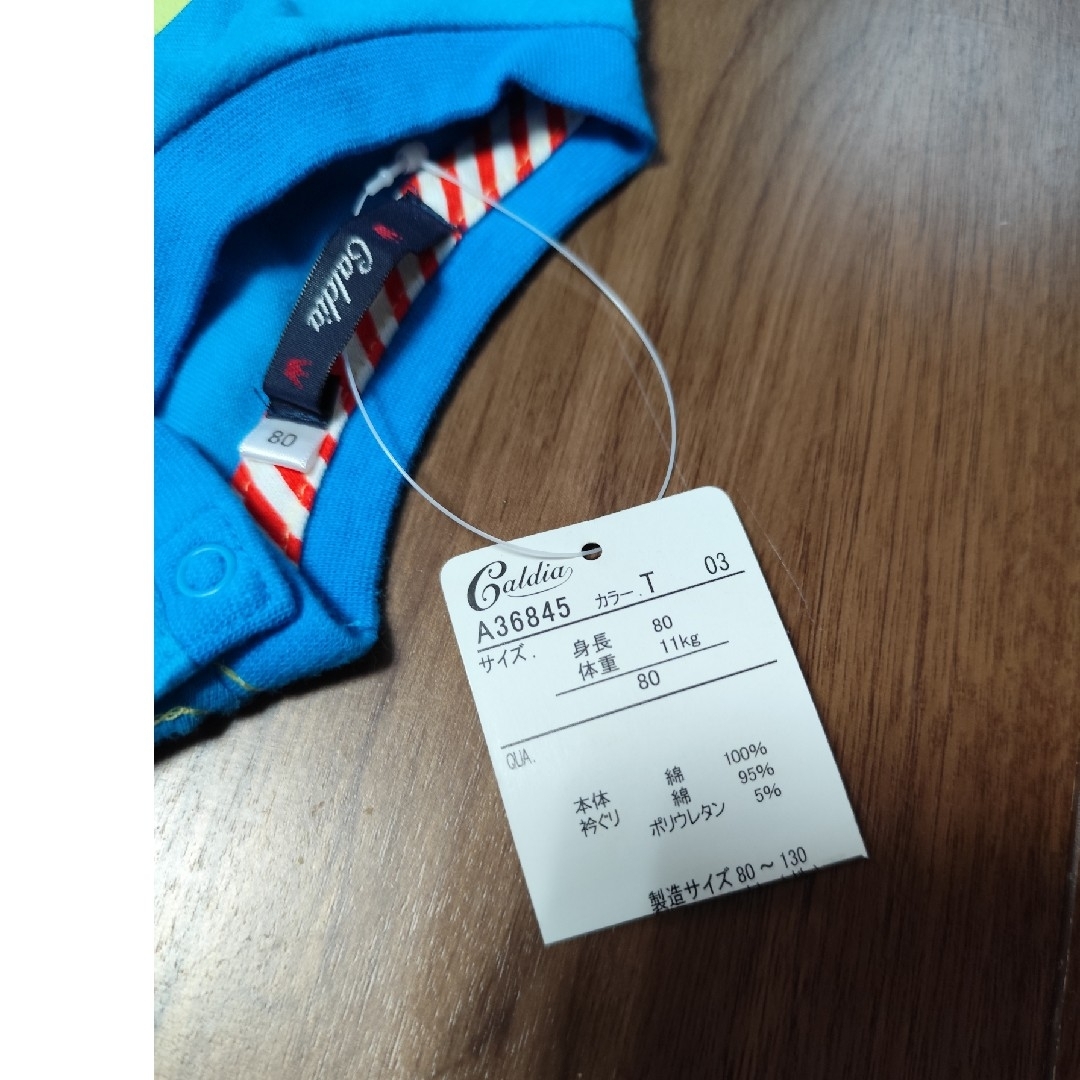 Caldia
80
Caldia
A36845 カラー. T 03
サイズ. 身長 80
体重 11kg
80
QUA.
本体 綿 100%
衿ぐり 綿 95%
ポリウレタン 5%
製造サイズ 80～130